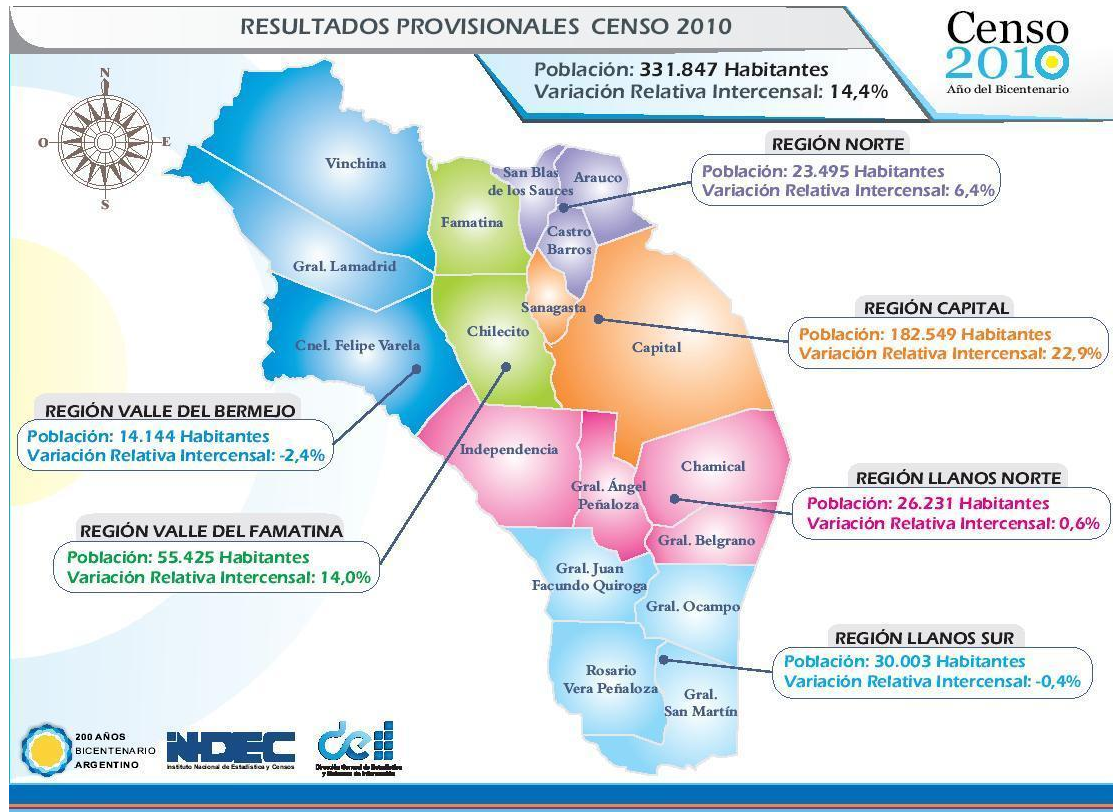 RESULTADOS PROVISIONALES CENSO 2010
Población: 331.847 Habitantes
Variación Relativa Intercensal: 14,4%
Censo
2010
Año del Bicentenario
N
O
E
S
REGIÓN NORTE
Población: 23.495 Habitantes
Variación Relativa Intercensal: 6,4%
Vinchina
San Blas
de los Sauces
Arauco
Famatina
Castro
Barros
Gral. Lamadrid
Sanagasta
REGIÓN CAPITAL
Población: 182.549 Habitantes
Variación Relativa Intercensal: 22,9%
Cnel. Felipe Varela
Chilecito
Capital
REGIÓN VALLE DEL BERMEJO
Población: 14.144 Habitantes
Variación Relativa Intercensal: -2,4%
Independencia
Chamical
Gral. Ángel
Peñaloza
REGIÓN LLANOS NORTE
Población: 26.231 Habitantes
Variación Relativa Intercensal: 0,6%
Gral. Belgrano
REGIÓN VALLE DEL FAMATINA
Población: 55.425 Habitantes
Variación Relativa Intercensal: 14,0%
Gral. Juan
Facundo Quiroga
Gral. Ocampo
REGIÓN LLANOS SUR
Población: 30.003 Habitantes
Variación Relativa Intercensal: -0,4%
Rosario
Vera Peñaloza
Gral.
San Martín
200 AÑOS
BICENTENARIO
ARGENTINO
INDEC
Instituto Nacional de Estadística y Censos
Dirección General de Estadística
y Sistemas de Información